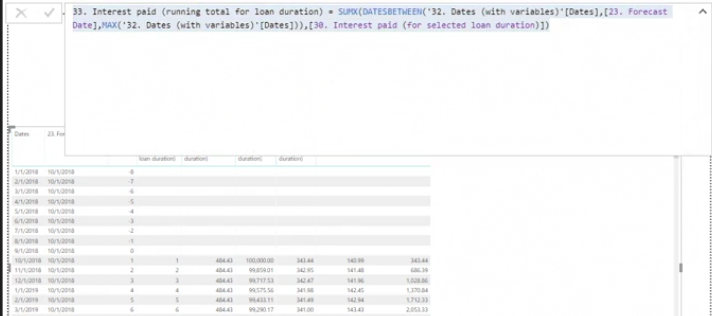 33. Interest paid (running total for loan duration) = SUMX(DATESBETWEEN('32. Dates (with variables)'[Dates],[23. Forecast
Date],MAX('32. Dates (with variables)'[Dates])),[30. Interest paid (for selected loan duration)])
Dates 23. For
loan duration) duration) duration) duration)
1/1/2018 10/1/2018 -8
2/1/2018 10/1/2018 -7
3/1/2018 10/1/2018 -6
4/1/2018 10/1/2018 -5
5/1/2018 10/1/2018 -4
6/1/2018 10/1/2018 -3
7/1/2018 10/1/2018 -2
8/1/2018 10/1/2018 -1
9/1/2018 10/1/2018 0
10/1/2018 10/1/2018 1 1 484.43 100,000.00 343.44 140.99 343.44
11/1/2018 10/1/2018 2 2 484.43 99,859.01 342.95 141.48 686.39
12/1/2018 10/1/2018 3 3 484.43 99,717.53 342.47 141.96 1,028.86
1/1/2019 10/1/2018 4 4 484.43 99,575.56 341.98 142.45 1,370.84
2/1/2019 10/1/2018 5 5 484.43 99,433.11 341.49 142.94 1,712.33
3/1/2019 10/1/2018 6 6 484.43 99,290.17 341.00 143.43 2,053.33